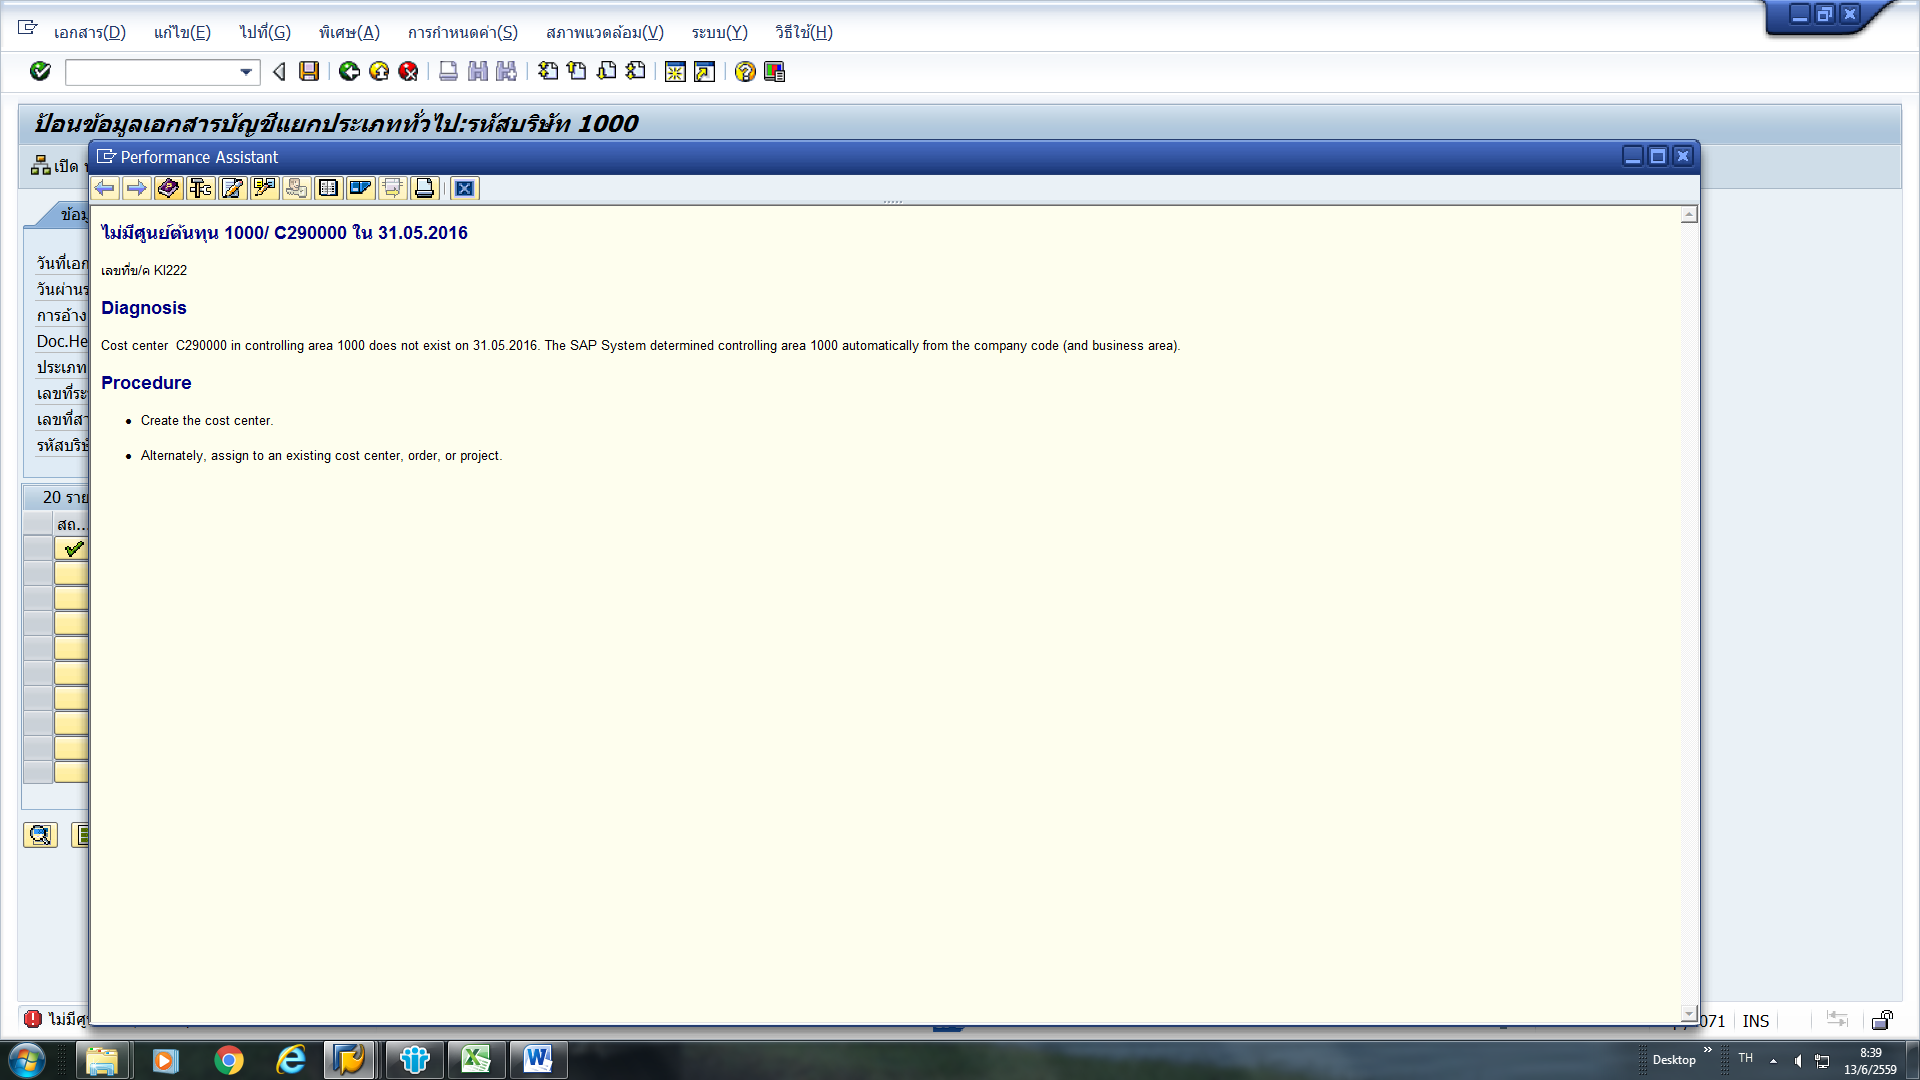 เอกสาร(D) แก้ไข(E) ไปที่(G) พิเศษ(A) การกำหนดค่า(S) สภาพแวดล้อม(V) ระบบ(Y) วิธีใช้(H)
ป้อนข้อมูลเอกสารบัญชีแยกประเภททั่วไป:รหัสบริษัท 1000
Performance Assistant
เปิด
ไม่มีศูนย์ต้นทุน 1000/ C290000 ใน 31.05.2016
เลขที่ข/ค KI222
Diagnosis
Cost center C290000 in controlling area 1000 does not exist on 31.05.2016. The SAP System determined controlling area 1000 automatically from the company code (and business area).
Procedure
• Create the cost center.
• Alternately, assign to an existing cost center, order, or project.
ข้อมู
วันที่เอก
วันผ่านร
การอ้าง
Doc.He
ประเภท
เลขที่ระ
เลขที่สา
รหัสบริษั
20 ราย
สถ...
ไม่มีศู
071 INS
Desktop TH 8:39
13/6/2559